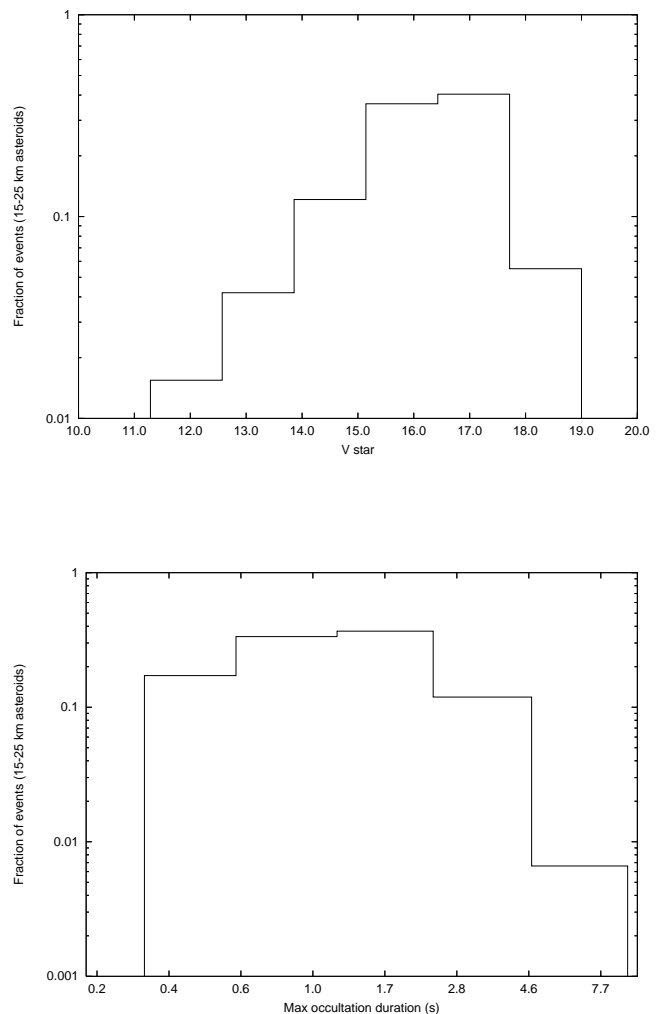 1
0.1
0.01
Fraction of events (15-25 km asteroids)
10.0 11.0 12.0 13.0 14.0 15.0 16.0 17.0 18.0 19.0 20.0
V star
1
0.1
0.01
0.001
Fraction of events (15-25 km asteroids)
0.2 0.4 0.6 1.0 1.7 2.8 4.6 7.7
Max occultation duration (s)